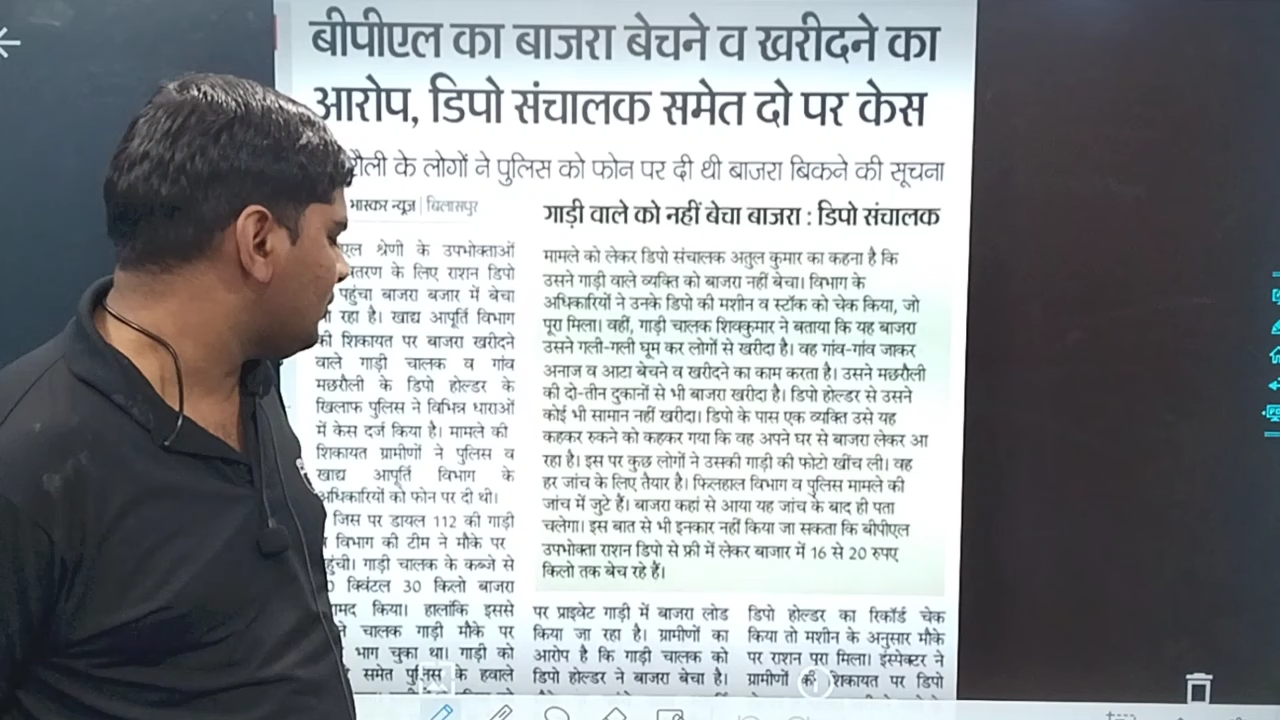 बीपीएल का बाजरा बेचने व खरीदने का
आरोप, डिपो संचालक समेत दो पर केस
के लोगों ने पुलिस को फोन पर दी थी बाजरा बिकने की सूचना
भास्कर न्यूज | बिलासपुर
श्रेणी के उपभोक्ताओं
के लिए राशन डिपो
पहुंचा बाजरा बजार में बेचा
रहा है। खाद्य आपूर्ति विभाग
की शिकायत पर बाजरा खरीदने
वाले गाड़ी चालक व गांव
मछरौली के डिपो होल्डर के
खिलाफ पुलिस ने विभिन्न धाराओं
में केस दर्ज किया है। मामले की
शिकायत ग्रामीणों ने पुलिस व
खाद्य आपूर्ति विभाग के
अधिकारियों को फोन पर दी थी।
जिस पर डायल 112 की गाड़ी
विभाग की टीम ने मौके पर
गाड़ी चालक के कब्जे से
क्विंटल 30 किलो बाजरा
किया। हालांकि इससे
चालक गाड़ी मौके पर
भाग चुका था। गाड़ी को
समेत पुलिस के हवाले
गाड़ी वाले को नहीं बेचा बाजरा : डिपो संचालक
मामले को लेकर डिपो संचालक अतुल कुमार का कहना है कि
उसने गाड़ी वाले व्यक्ति को बाजरा नहीं बेचा। विभाग के
अधिकारियों ने उनके डिपो की मशीन व स्टॉक को चेक किया, जो
पूरा मिला। वहीं, गाड़ी चालक शिवकुमार ने बताया कि यह बाजरा
उसने गली-गली घूम कर लोगों से खरीदा है। वह गांव-गांव जाकर
अनाज व आटा बेचने व खरीदने का काम करता है। उसने मछरौली
की दो-तीन दुकानों से भी बाजरा खरीदा है। डिपो होल्डर से उसने
कोई भी सामान नहीं खरीदा। डिपो के पास एक व्यक्ति उसे यह
कहकर रुकने को कहकर गया कि वह अपने घर से बाजरा लेकर आ
रहा है। इस पर कुछ लोगों ने उसकी गाड़ी की फोटो खींच ली। वह
हर जांच के लिए तैयार है। फिलहाल विभाग व पुलिस मामले की
जांच में जुटे हैं। बाजरा कहां से आया यह जांच के बाद ही पता
चलेगा। इस बात से भी इनकार नहीं किया जा सकता कि बीपीएल
उपभोक्ता राशन डिपो से फ्री में लेकर बाजार में 16 से 20 रुपए
किलो तक बेच रहे हैं।
पर प्राइवेट गाड़ी में बाजरा लोड
किया जा रहा है। ग्रामीणों का
आरोप है कि गाड़ी चालक को
डिपो होल्डर ने बाजरा बेचा है।
डिपो होल्डर का रिकॉर्ड चेक
किया तो मशीन के अनुसार मौके
पर राशन पूरा मिला। इंस्पेक्टर ने
ग्रामीणों की शिकायत पर डिपो